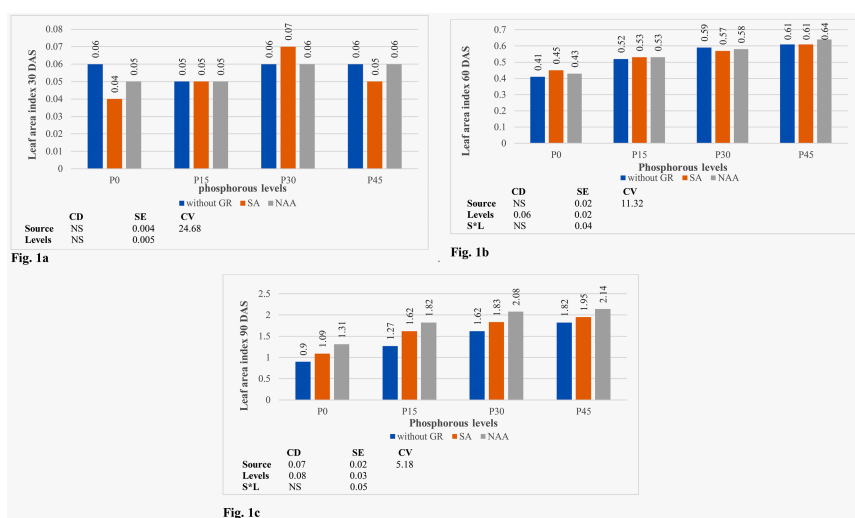 Leaf area index 30 DAS
0.08
0.07
0.06
0.05
0.04
0.03
0.02
0.01
0
0.06 0.04 0.05 0.05 0.05 0.05 0.06 0.07 0.06 0.06 0.05 0.06
P0 P15 P30 P45
phosphorous levels
without GR SA NAA
CD SE CV
Source NS 0.004 24.68
Levels NS 0.005
Fig. 1a
Leaf area index 60 DAS
0.7
0.6
0.5
0.4
0.3
0.2
0.1
0
0.41 0.45 0.43 0.52 0.53 0.53 0.59 0.57 0.58 0.61 0.61 0.64
P0 P15 P30 P45
Phosphorous levels
without GR SA NAA
CD SE CV
Source NS 0.02 11.32
Levels 0.06 0.02
S*L NS 0.04
Fig. 1b
Leaf area index 90 DAS
2.5
2
1.5
1
0.5
0
0.9 1.09 1.31 1.27 1.62 1.82 1.62 1.83 2.08 1.82 1.95 2.14
P0 P15 P30 P45
Phosphorous levels
without GR SA NAA
CD SE CV
Source 0.07 0.02 5.18
Levels 0.08 0.03
S*L NS 0.05
Fig. 1c